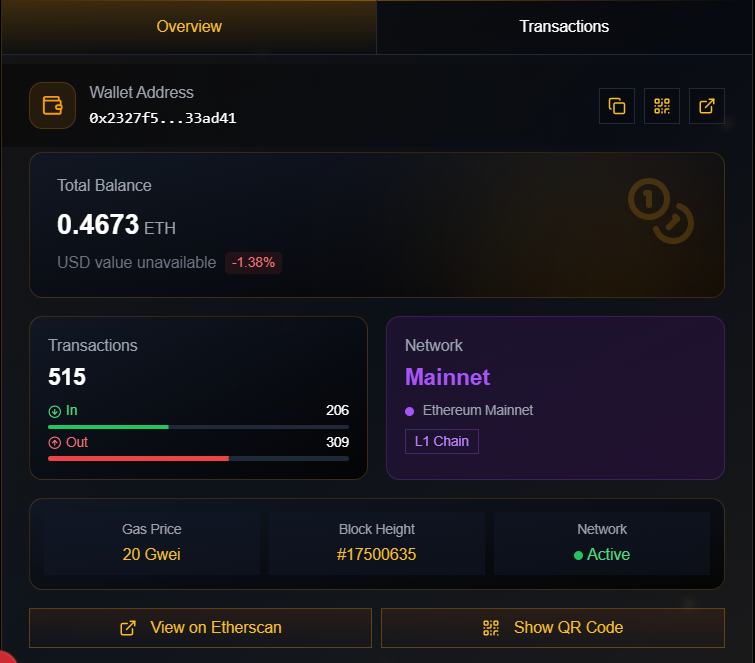 Overview
Transactions
Wallet Address
0x2327f5...33ad41
Total Balance
0.4673 ETH
USD value unavailable -1.38%
Transactions
515
In 206
Out 309
Network
Mainnet
Ethereum Mainnet
L1 Chain
Gas Price
20 Gwei
Block Height
#17500635
Network
Active
View on Etherscan
Show QR Code